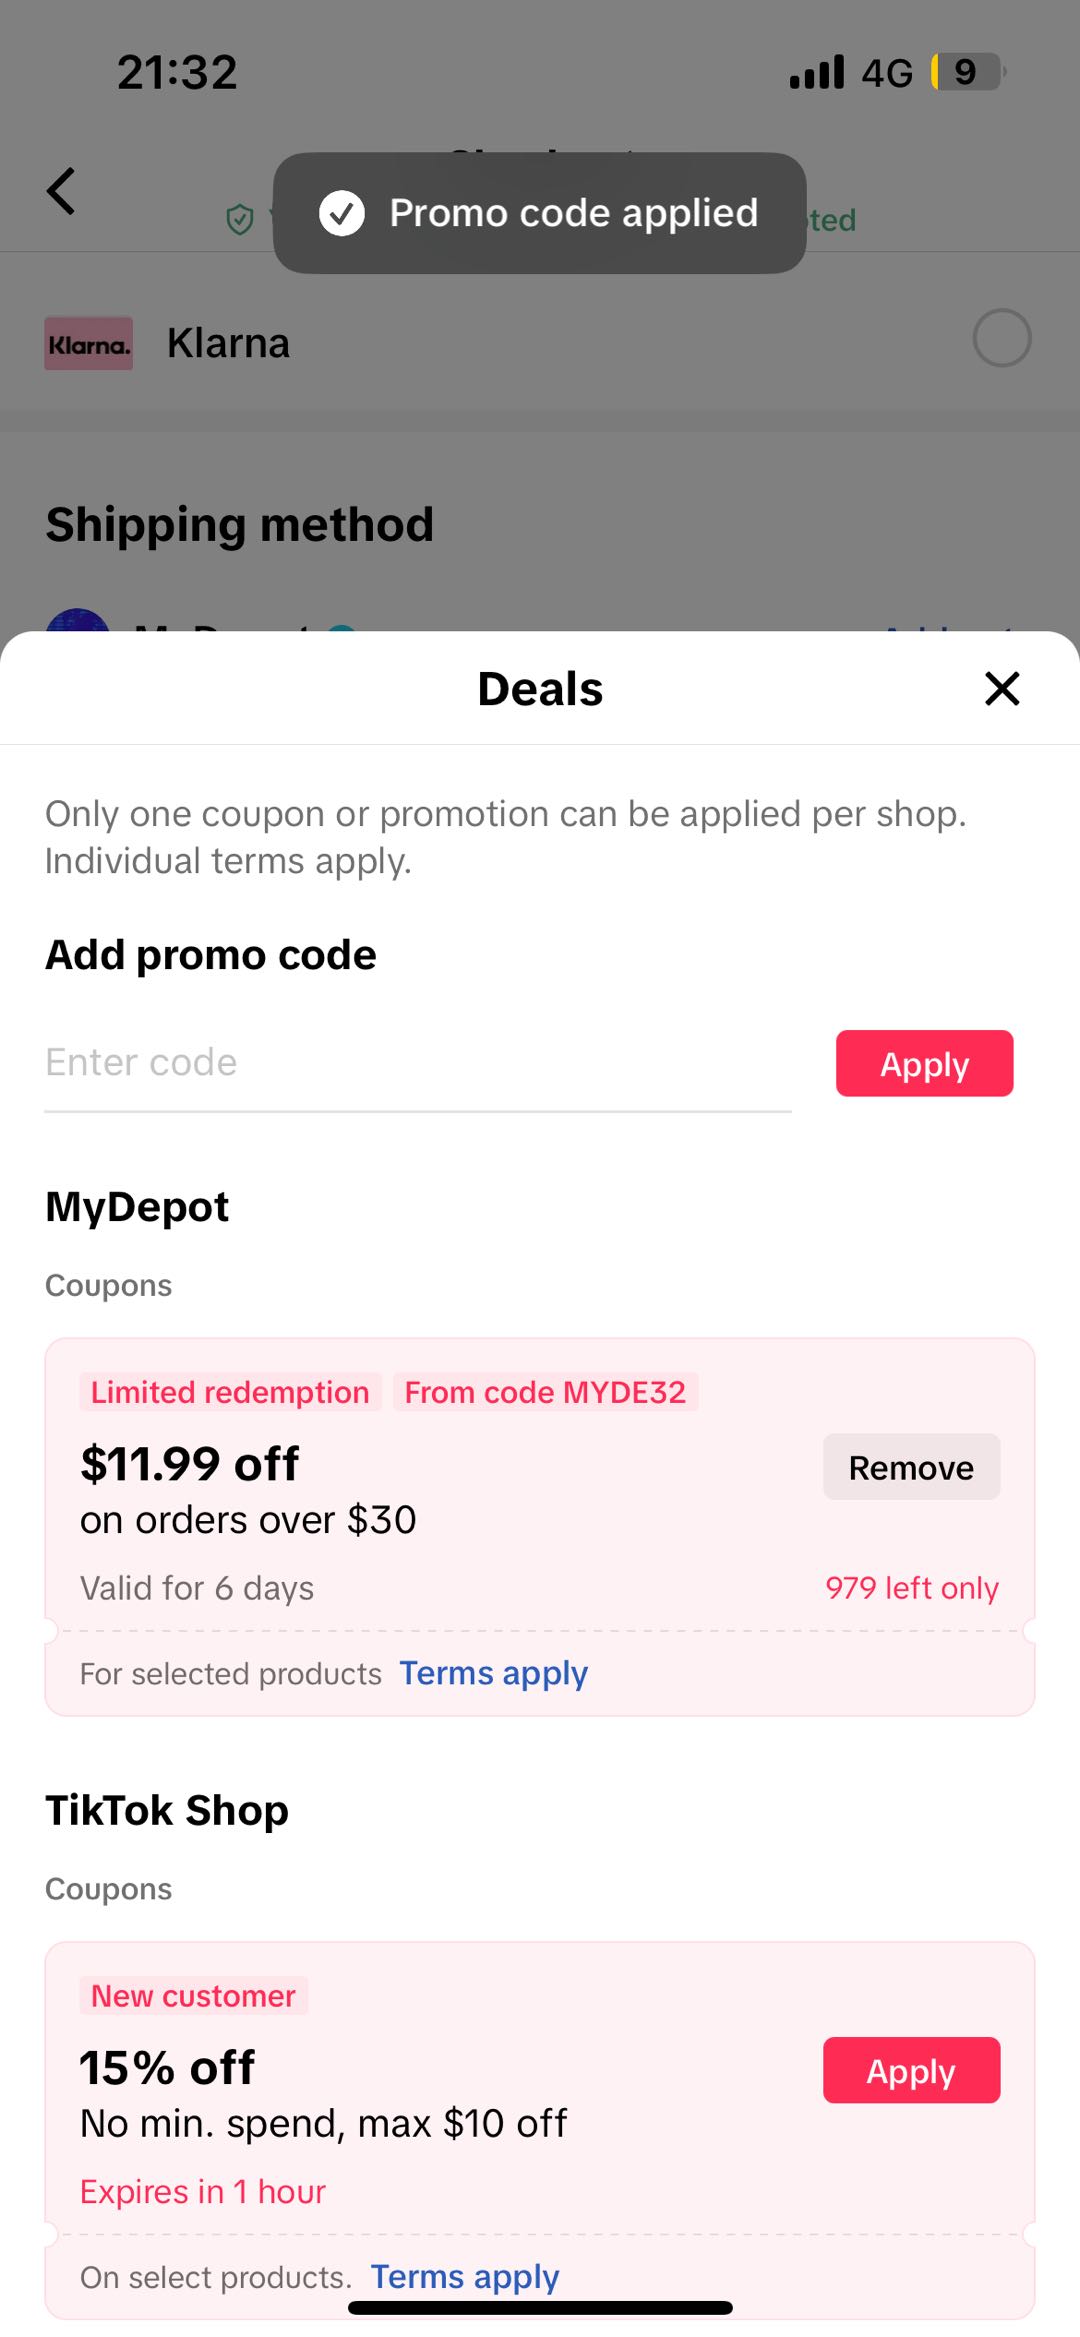 21:32
4G
9
Promo code applied
Klarna.
Klarna
Shipping method
Deals
Only one coupon or promotion can be applied per shop.
Individual terms apply.
Add promo code
Enter code
Apply
MyDepot
Coupons
Limited redemption
From code MYDE32
$11.99 off
Remove
on orders over $30
Valid for 6 days
979 left only
For selected products Terms apply
TikTok Shop
Coupons
New customer
15% off
Apply
No min. spend, max $10 off
Expires in 1 hour
On select products. Terms apply